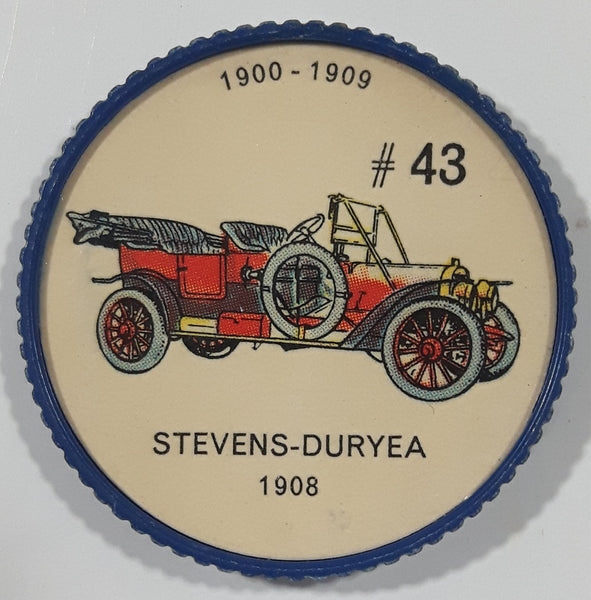 1900 - 1909
# 43
STEVENS-DURYEA
1908